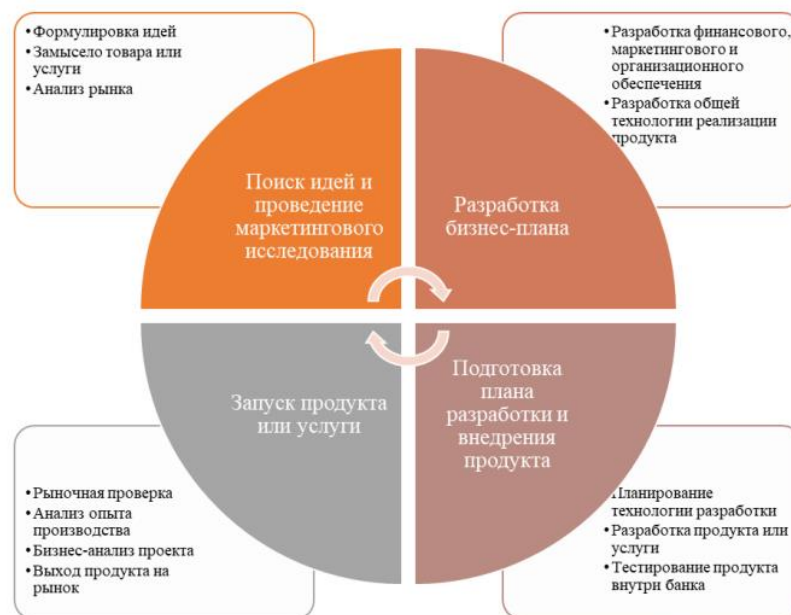 • Формулировка идей
• Замысело товара или
услуги
• Анализ рынка
• Разработка финансового,
маркетингового и
организационного
обеспечения
• Разработка общей
технологии реализации
продукта
Поиск идей и
проведение
маркетингового
исследования
Разработка
бизнес-плана
Запуск продукта
или услуги
Подготовка
плана
разработки и
внедрения
продукта
• Рыночная проверка
• Анализ опыта
производства
• Бизнес-анализ проекта
• Выход продукта на
рынок
Планирование
технологии разработки
• Разработка продукта или
услуги
• Тестирование продукта
внутри банка